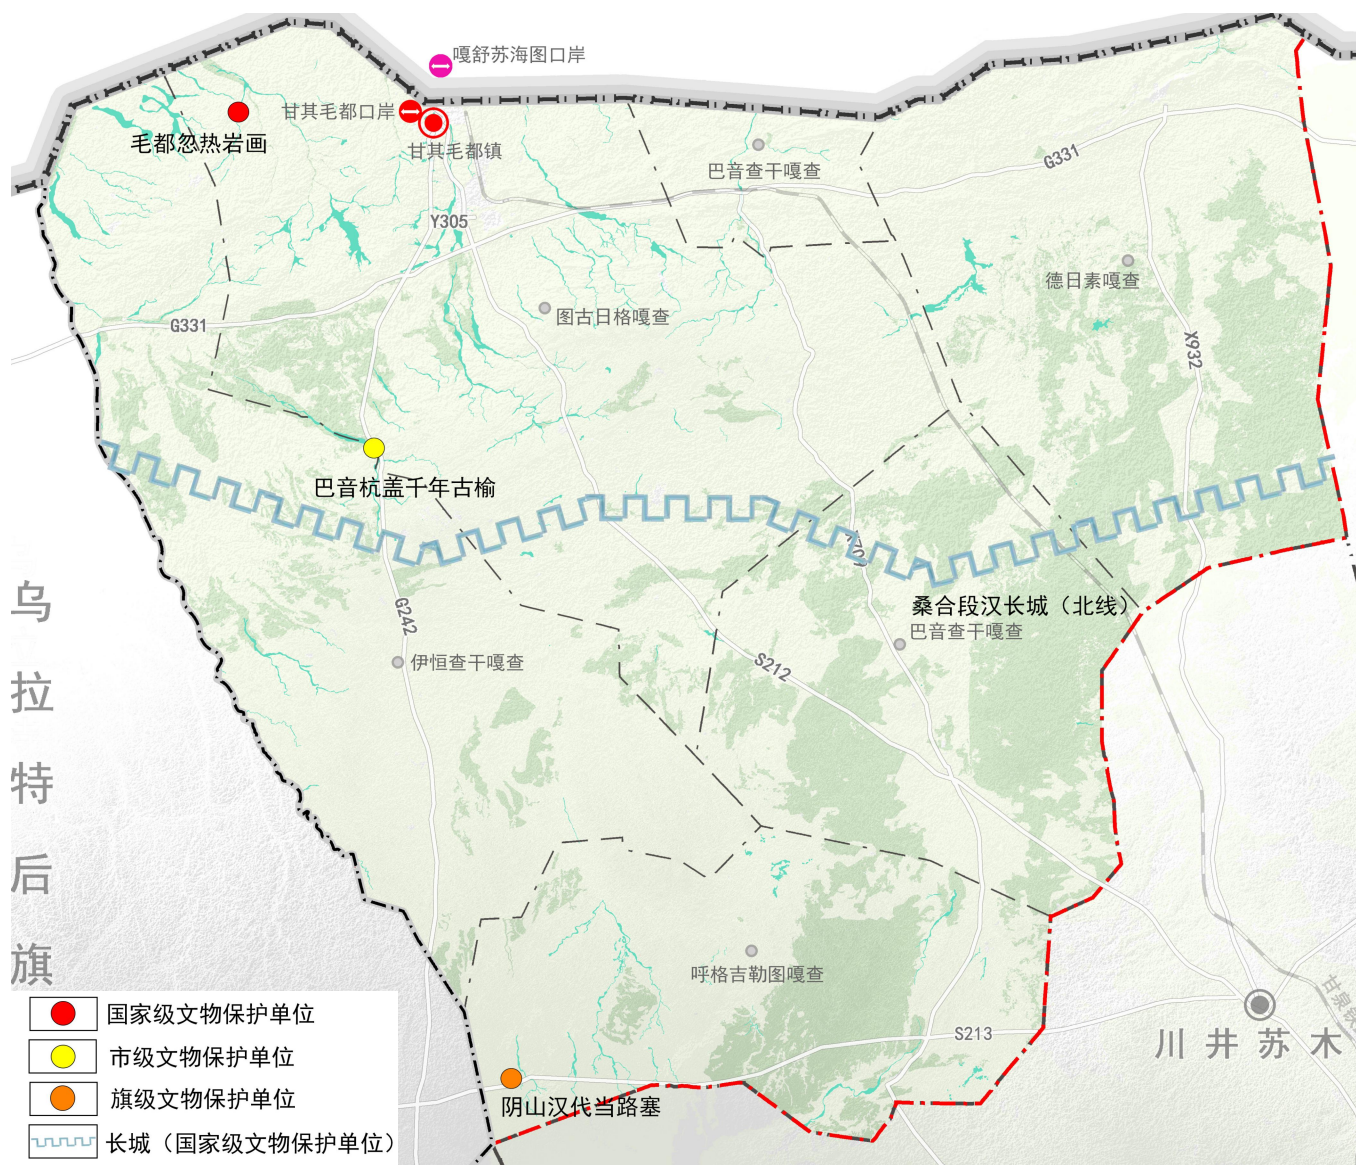 嘎舒苏海图口岸
甘其毛都口岸
毛都忽热岩画
甘其毛都镇
巴音查干嘎查
G331
Y305
德日素嘎查
图古日格嘎查
G331
X932
巴音杭盖千年古榆
乌拉特后旗
G242
桑合段汉长城（北线）
巴音查干嘎查
伊恒查干嘎查
S212
呼格吉勒图嘎查
S213
川井苏木
阴山汉代当路塞
国家级文物保护单位
市级文物保护单位
旗级文物保护单位
长城（国家级文物保护单位）